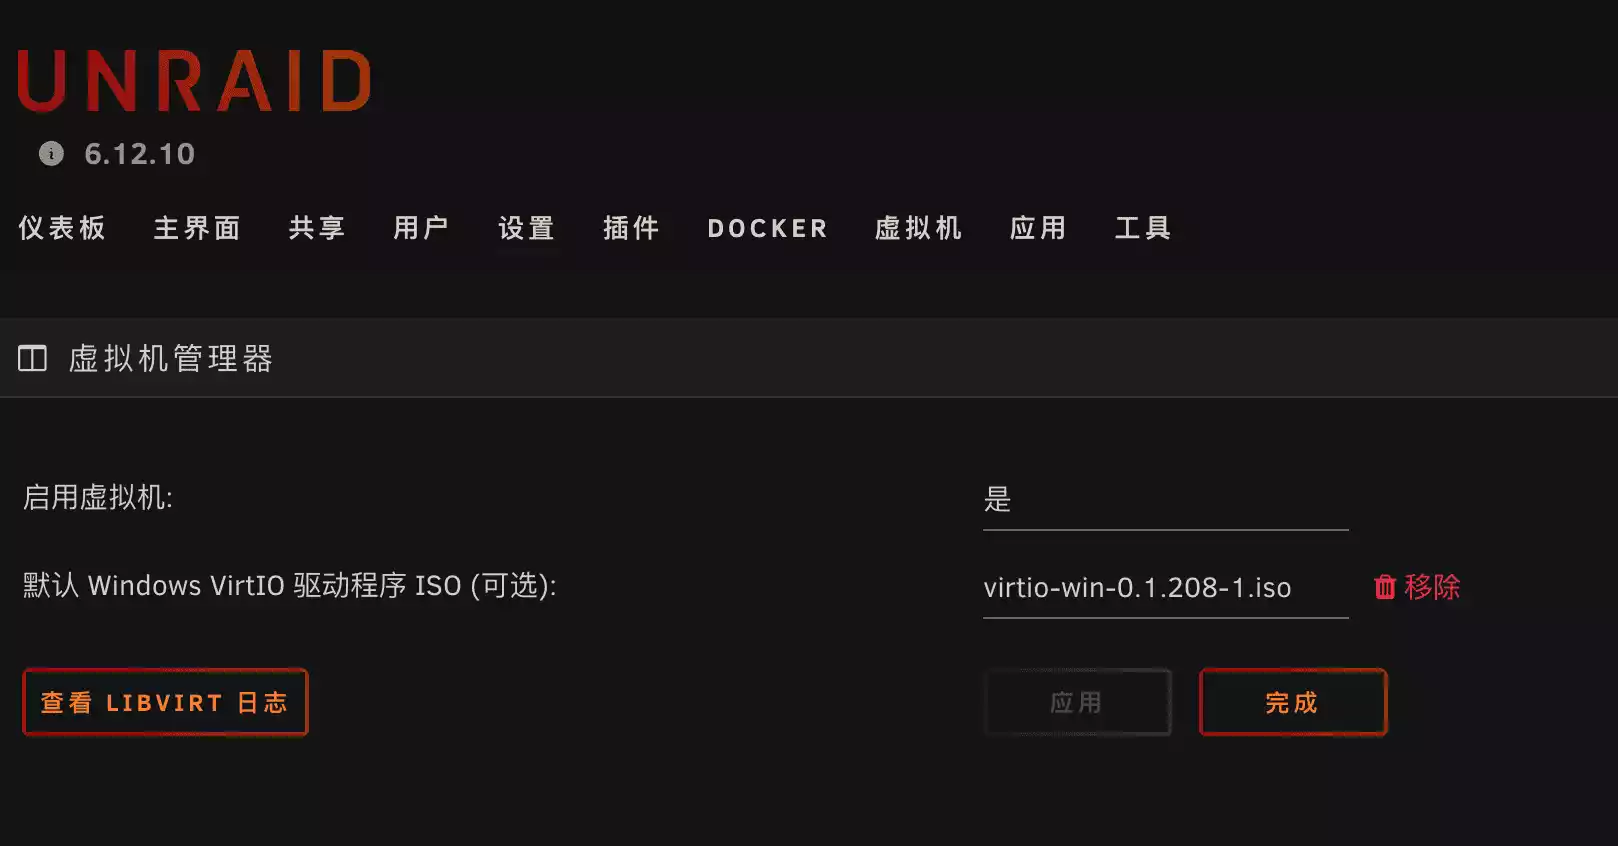 UNRAID
6.12.10
仪表板 主界面 共享 用户 设置 插件 DOCKER 虚拟机 应用 工具
虚拟机管理器
启用虚拟机: 是
默认 Windows VirtIO 驱动程序 ISO (可选): virtio-win-0.1.208-1.iso 移除
查看 LIBVIRT 日志 应用 完成